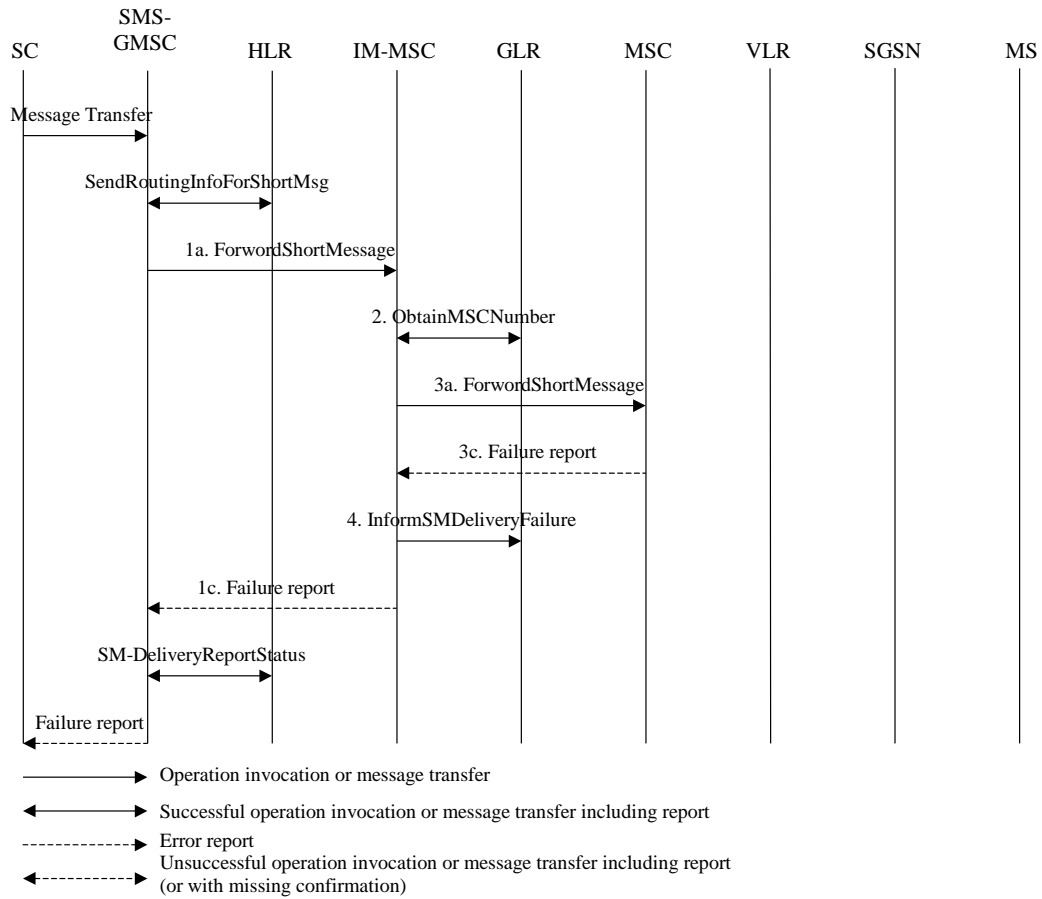 SMS-
GMSC
SC HLR IM-MSC GLR MSC VLR SGSN MS
Message Transfer
SendRoutingInfoForShortMsg
1a. ForwordShortMessage
2. ObtainMSCNumber
3a. ForwordShortMessage
3c. Failure report
4. InformSMDeliveryFailure
1c. Failure report
SM-DeliveryReportStatus
Failure report
Operation invocation or message transfer
Successful operation invocation or message transfer including report
Error report
Unsuccessful operation invocation or message transfer including report
(or with missing confirmation)